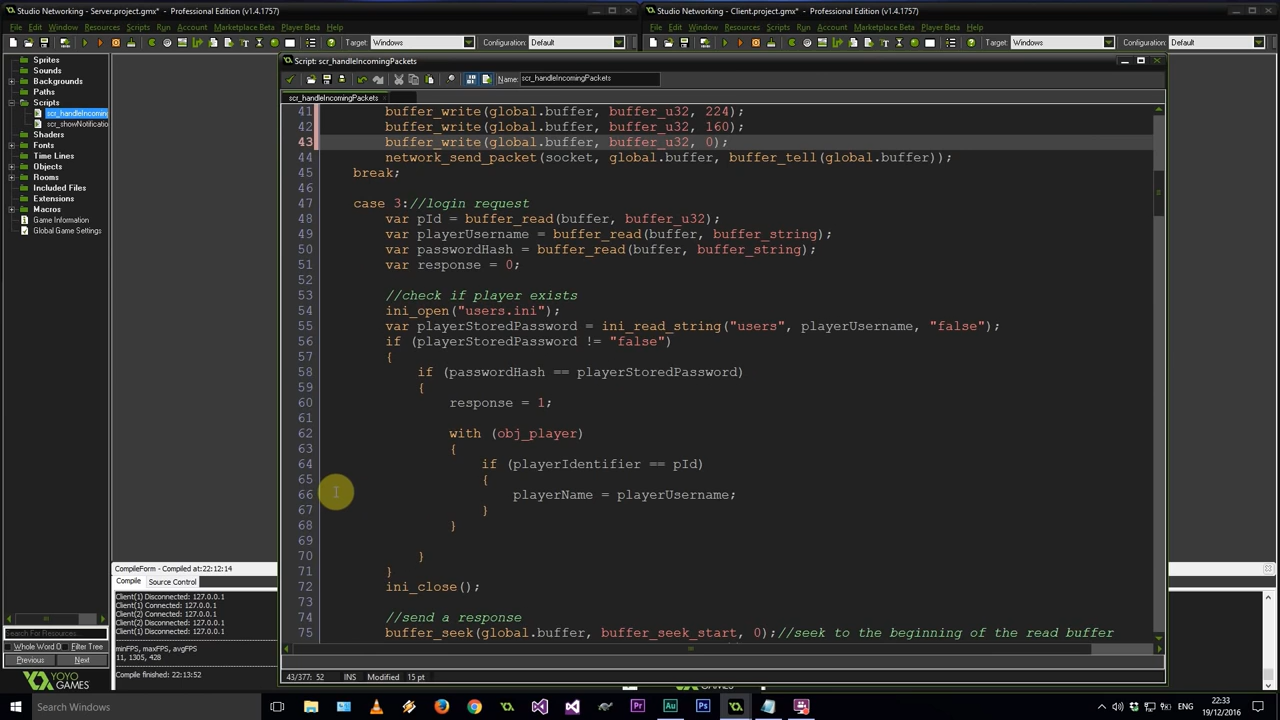 Studio Networking - Server.project.gmx* - Professional Edition (v1.4.1757)
Studio Networking - Client.project.gmx* - Professional Edition (v1.4.1757)
File Edit Window Resources Scripts Run Account Marketplace Beta Player Beta Help
File Edit Window Resources Scripts Run Account Marketplace Beta Player Beta Help
Target: Windows Configuration: Default
Target: Windows Configuration: Default
Sprites
Sounds
Backgrounds
Paths
Scripts
scr_handleIncoming
scr_showNotificatio
Shaders
Fonts
Time Lines
Objects
Rooms
Included Files
Extensions
Macros
Game Information
Global Game Settings
Search For Resources
Whole Word O Filter Tree
Previous Next
YOYO GAMES
Script: scr_handleIncomingPackets
Name: scr_handleIncomingPackets
scr_handleIncomingPackets
41 buffer_write(global.buffer, buffer_u32, 224);
42 buffer_write(global.buffer, buffer_u32, 160);
43 buffer_write(global.buffer, buffer_u32, 0);
44 network_send_packet(socket, global.buffer, buffer_tell(global.buffer));
45 break;
46
47 case 3://login request
48 var pId = buffer_read(buffer, buffer_u32);
49 var playerUsername = buffer_read(buffer, buffer_string);
50 var passwordHash = buffer_read(buffer, buffer_string);
51 var response = 0;
52
53 //check if player exists
54 ini_open("users.ini");
55 var playerStoredPassword = ini_read_string("users", playerUsername, "false");
56 if (playerStoredPassword != "false")
57 {
58 if (passwordHash == playerStoredPassword)
59 {
60 response = 1;
61
62 with (obj_player)
63 {
64 if (playerIdentifier == pId)
65 {
66 playerName = playerUsername;
67 }
68 }
69
70 }
71 }
72 ini_close();
73
74 //send a response
75 buffer_seek(global.buffer, buffer_seek_start, 0);//seek to the beginning of the read buffer
43/377: 52 INS Modified 15 pt
CompileForm - Compiled at:22:12:14
Compile Source Control
Client(1) Disconnected: 127.0.0.1
Client(1) Connected: 127.0.0.1
Client(2) Connected: 127.0.0.1
Client(2) Disconnected: 127.0.0.1
Client(1) Disconnected: 127.0.0.1
minFPS, maxFPS, avgFPS
11, 1305, 428
Compile finished: 22:13:52
Search Windows
ENG
22:33
19/12/2016